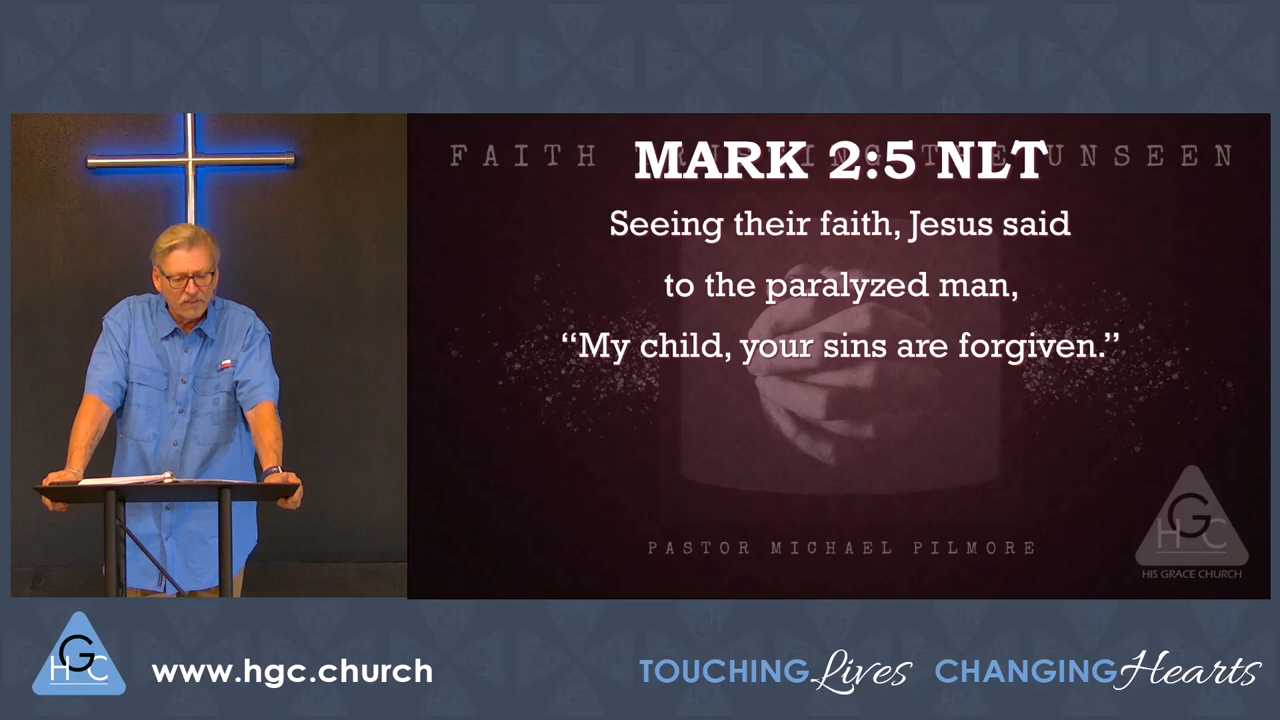 FAITH THE UNSEEN
MARK 2:5 NLT
Seeing their faith, Jesus said
to the paralyzed man,
“My child, your sins are forgiven.”
PASTOR MICHAEL PILMORE
HGC
HIS GRACE CHURCH
HGC
www.hgc.church
TOUCHING Lives CHANGING Hearts